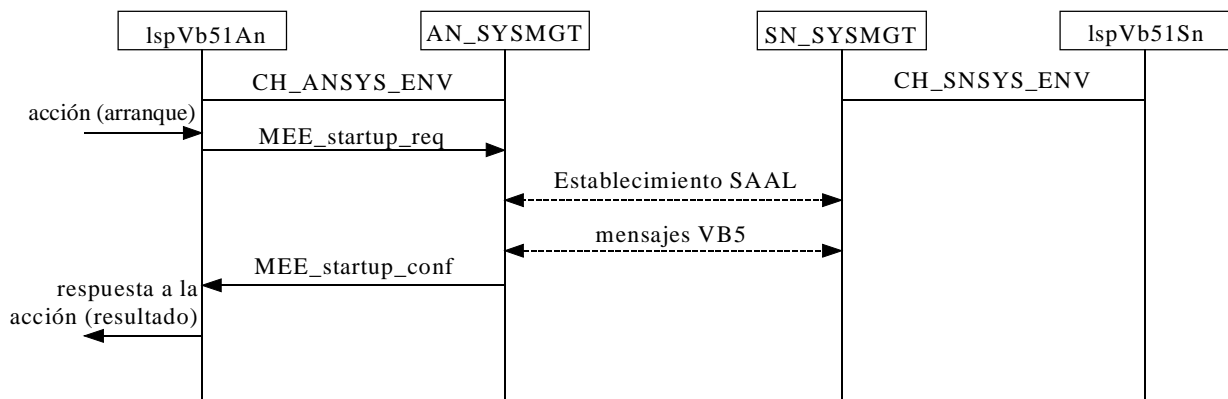 lspVb51An
AN_SYSMGT
SN_SYSMGT
lspVb51Sn
CH_ANSYS_ENV
CH_SNSYS_ENV
acción (arranque)
MEE_startup_req
Establecimiento SAAL
mensajes VB5
MEE_startup_conf
respuesta a la
acción (resultado)